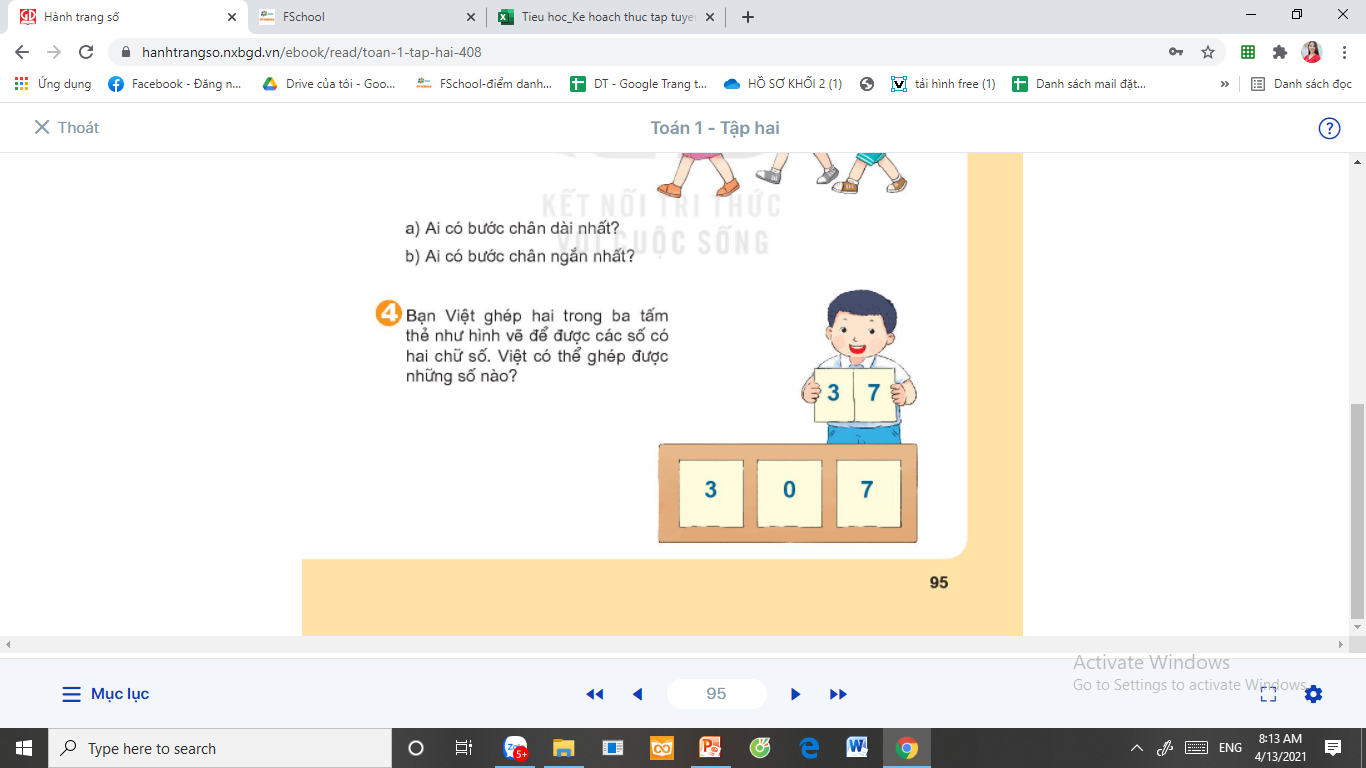 Hành trang số
FSchool
Tieu hoc_Ke hoach thuc tap tuye
hanhtrangso.nxbgd.vn/ebook/read/toan-1-tap-hai-408
Ứng dụng
Facebook - Đăng n...
Drive của tôi - Goo...
FSchool-điểm danh...
DT - Google Trang t...
HỒ SƠ KHỐI 2 (1)
tải hình free (1)
Danh sách mail đặt...
»
Danh sách đọc
Thoát
Toán 1 - Tập hai
?
KẾT NỐI TRI THỨC
VỚI CUỘC SỐNG
a) Ai có bước chân dài nhất?
b) Ai có bước chân ngắn nhất?
4 Bạn Việt ghép hai trong ba tấm
thẻ như hình vẽ để được các số có
hai chữ số. Việt có thể ghép được
những số nào?
3 7
3 0 7
95
Activate Windows
Go to Settings to activate Windows.
Mục lục
95
Type here to search
Zalo
5+
ENG
8:13 AM
4/13/2021